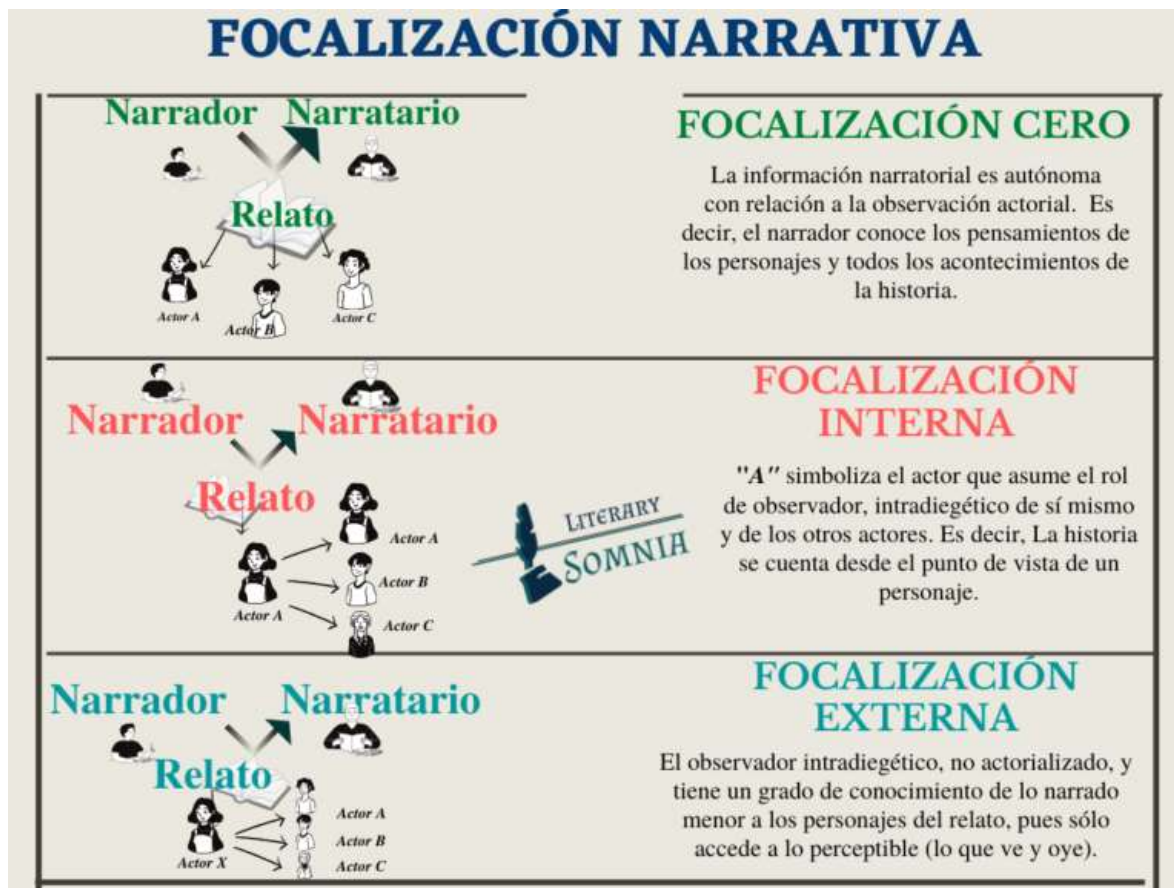 FOCALIZACIÓN NARRATIVA
Narrador Narratario
Relato
Actor A
Actor B
Actor C
FOCALIZACIÓN CERO
La información narratorial es autónoma
con relación a la observación actorial. Es
decir, el narrador conoce los pensamientos de
los personajes y todos los acontecimientos de
la historia.
Narrador Narratario
Relato
Actor A
Actor A
Actor B
Actor C
LITERARY
SOMNIA
FOCALIZACIÓN
INTERNA
"A" simboliza el actor que asume el rol
de observador, intradiegético de sí mismo
y de los otros actores. Es decir, La historia
se cuenta desde el punto de vista de un
personaje.
Narrador Narratario
Relato
Actor X
Actor A
Actor B
Actor C
FOCALIZACIÓN
EXTERNA
El observador intradiegético, no actorializado, y
tiene un grado de conocimiento de lo narrado
menor a los personajes del relato, pues sólo
accede a lo perceptible (lo que ve y oye).